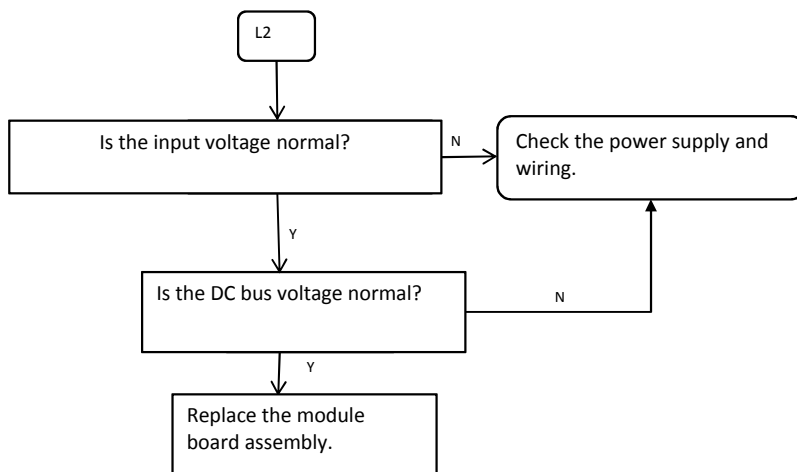 L2
Is the input voltage normal?
N
Check the power supply and
wiring.
Y
Is the DC bus voltage normal?
N
Y
Replace the module
board assembly.